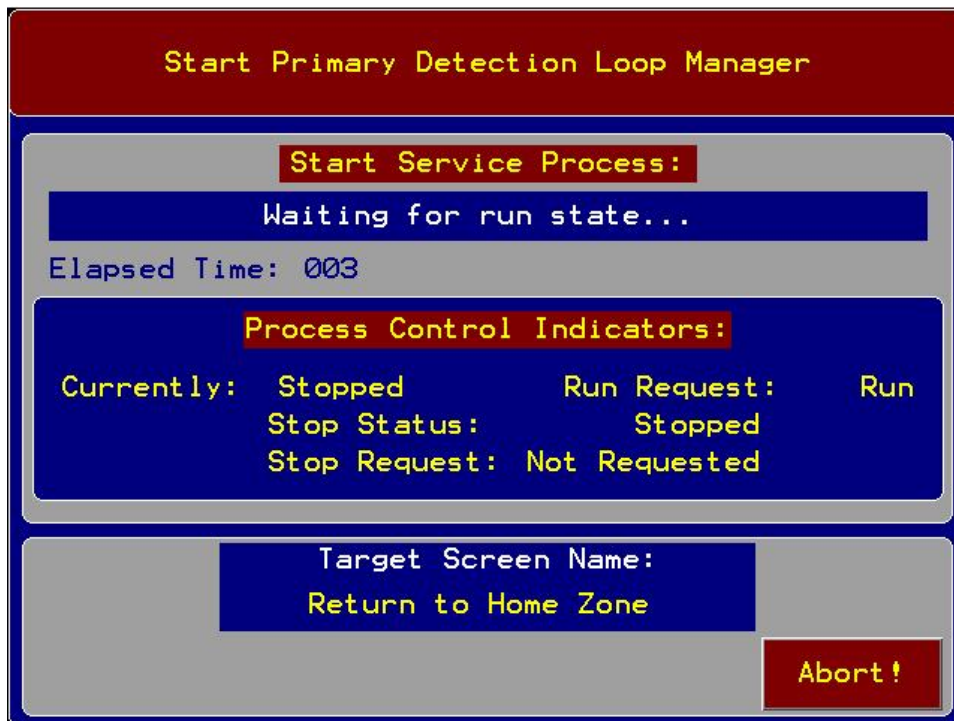 Start Primary Detection Loop Manager
Start Service Process:
Waiting for run state...
Elapsed Time: 003
Process Control Indicators:
Currently: Stopped Run Request: Run
Stop Status: Stopped
Stop Request: Not Requested
Target Screen Name:
Return to Home Zone
Abort!